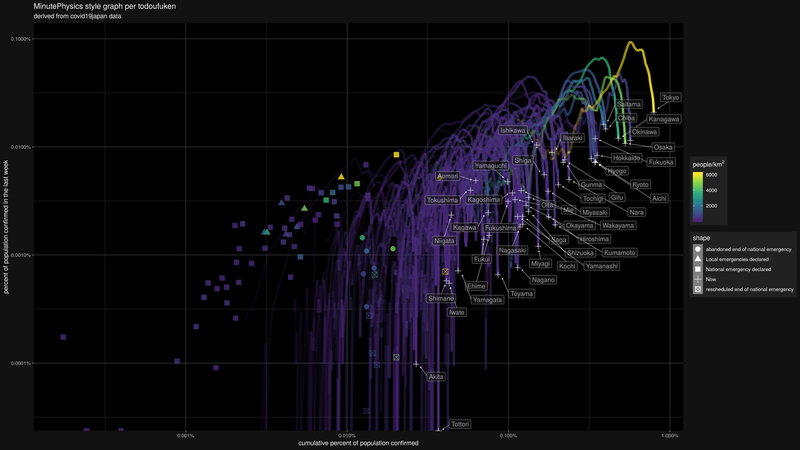 MinutePhysics style graph per todoufuken
derived from covid19japan data
percent of population confirmed in the last week
0.1000%
0.0100%
0.0010%
0.0001%
Tokyo
Saitama
Chiba
Kanagawa
Ishikawa
Okinawa
Ibaraki
Osaka
Shiga
Hokkaido
Fukuoka
Yamaguchi
Hyogo
Aomori
Gunma
Kyoto
Tokushima
Kagoshima
Tochigi
Gifu
Aichi
Oita
Mie
Miyazaki
Nara
Kagawa
Fukushima
Okayama
Wakayama
Niigata
Saga
Hiroshima
Nagasaki
Shizuoka
Kumamoto
Fukui
Miyagi
Kochi
Yamanashi
Ehime
Nagano
Shimane
Yamagata
Toyama
Iwate
Akita
Tottori
0.001%
0.010%
0.100%
1.000%
cumulative percent of population confirmed
people/km²
6000
4000
2000
shape
abandoned end of national emergency
Local emergencies declared
National emergency declared
Now
rescheduled end of national emergency